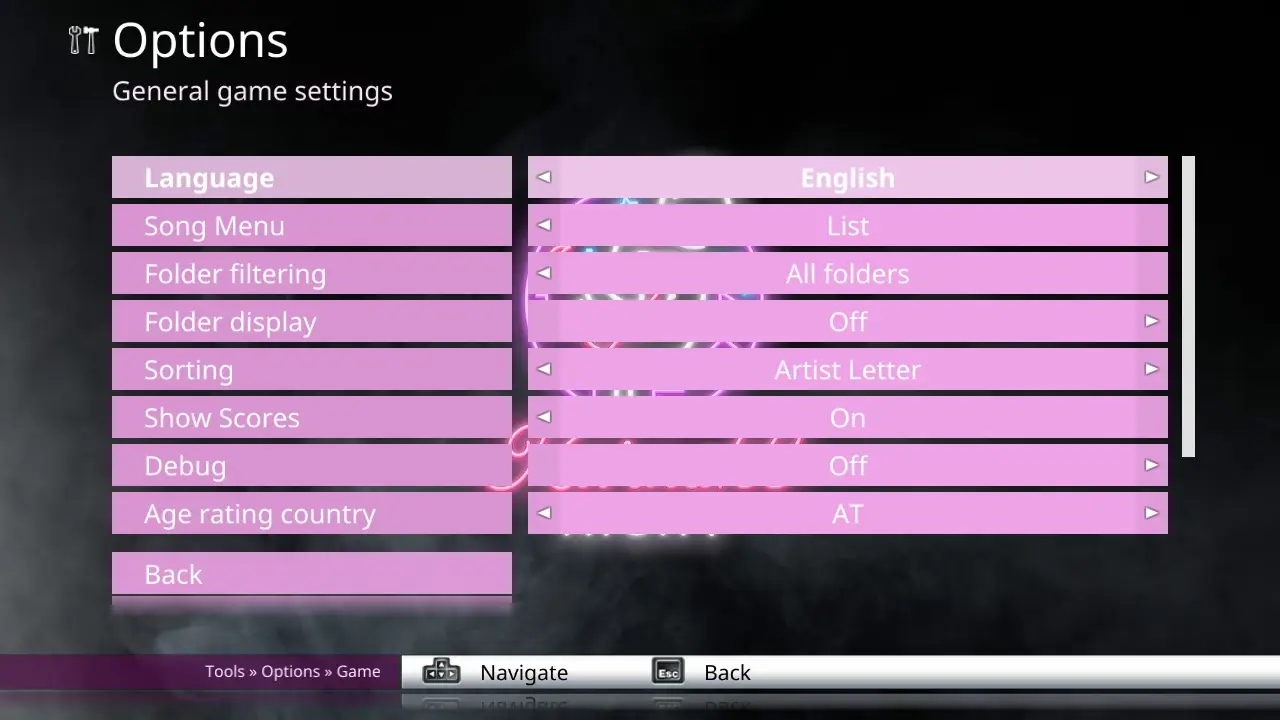 Options
General game settings
Language
English
Song Menu
List
Folder filtering
All folders
Folder display
Off
Sorting
Artist Letter
Show Scores
On
Debug
Off
Age rating country
AT
Back
Tools » Options » Game
Navigate
Esc
Back